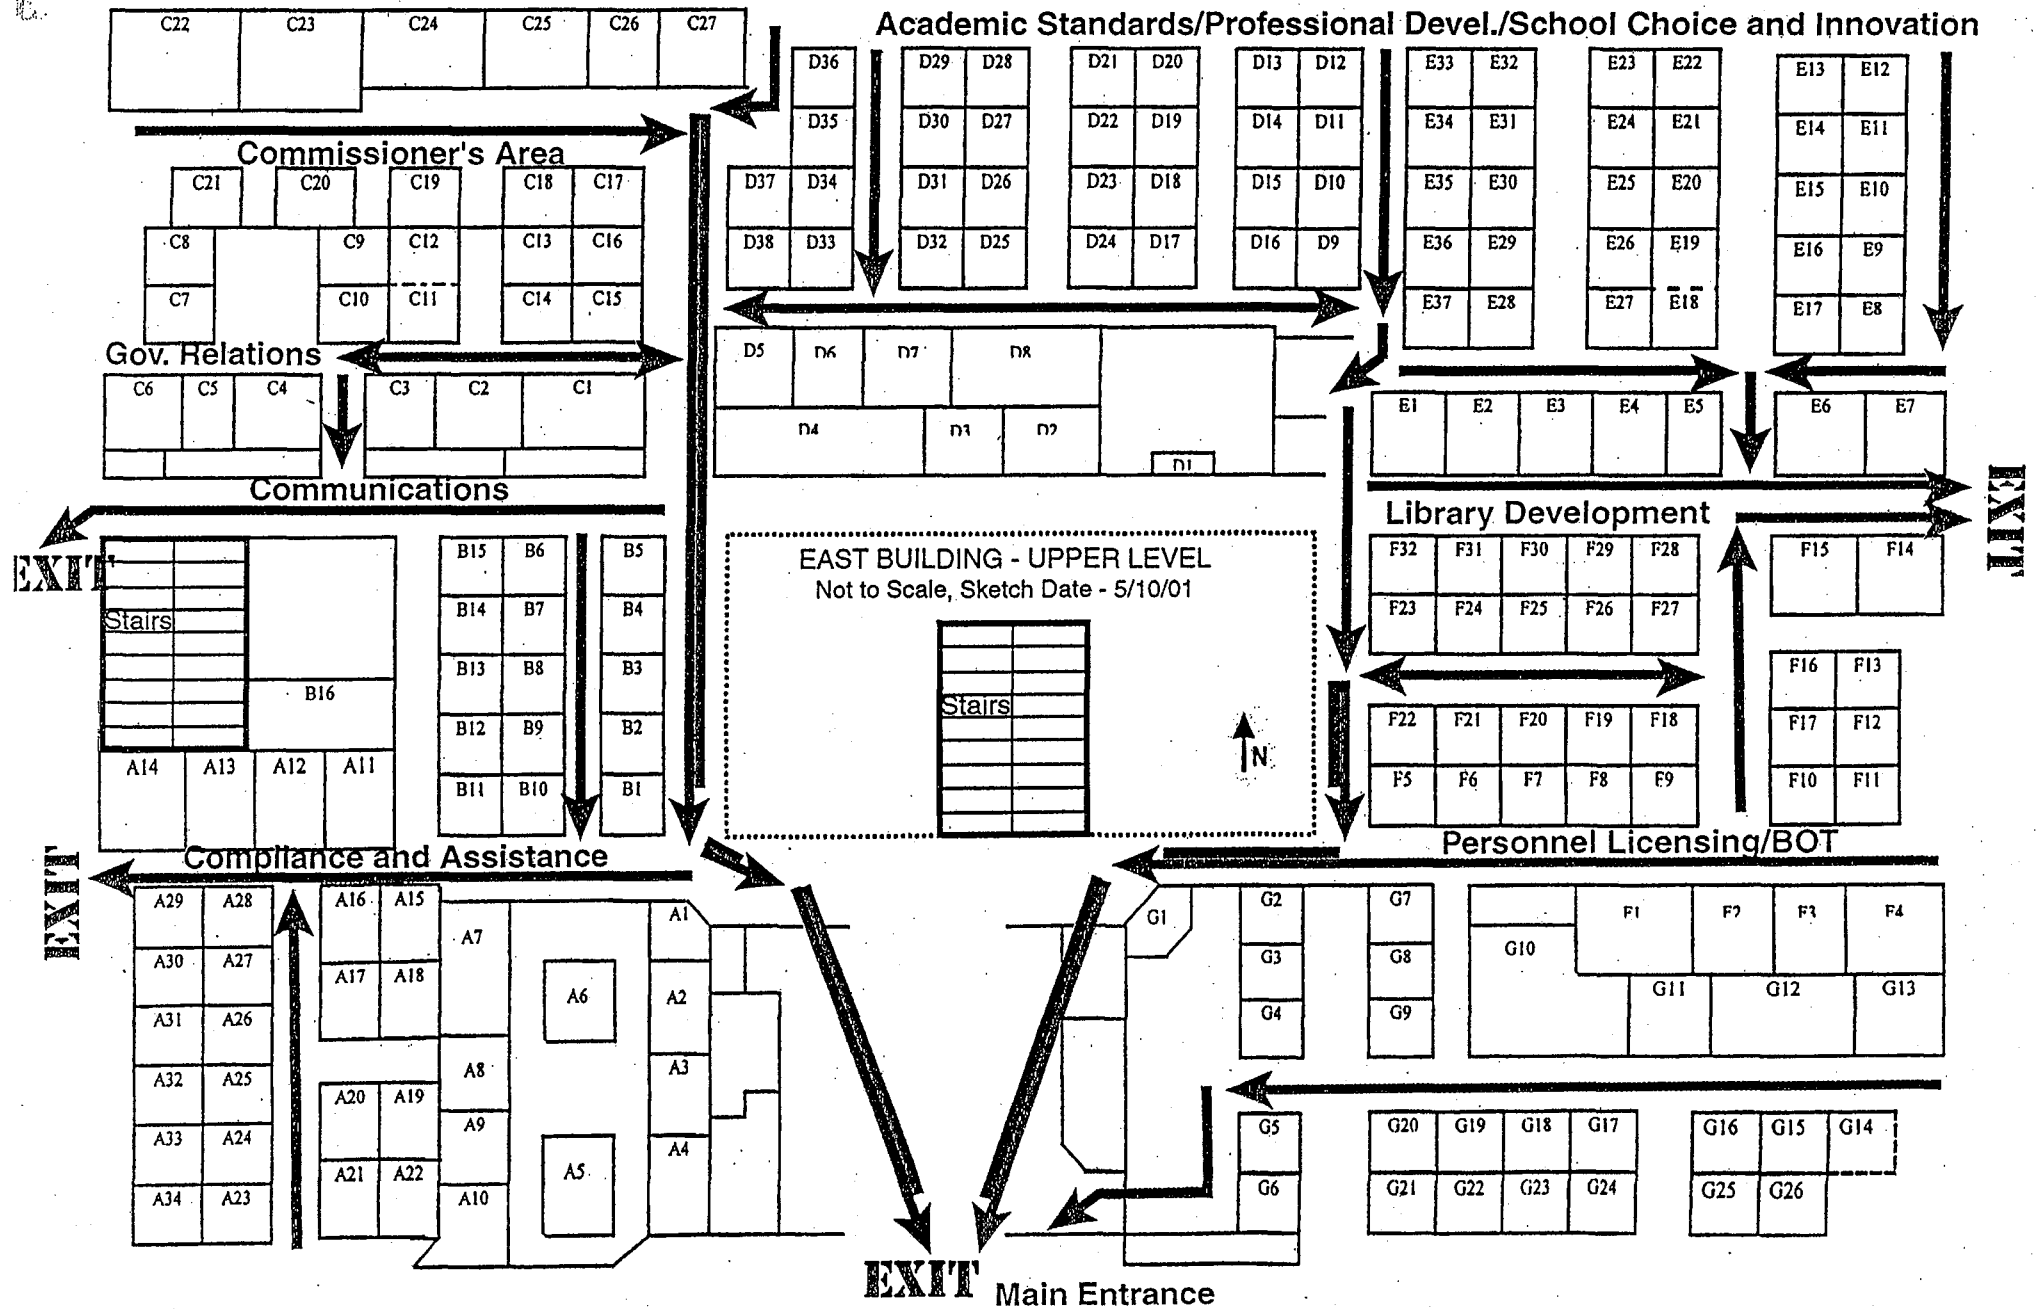 C22 C23 C24 C25 C26 C27
Academic Standards/Professional Devel./School Choice and Innovation
D36 D29 D28 D21 D20 D13 D12 E33 E32 E23 E22 E13 E12
D35 D30 D27 D22 D19 D14 D11 E34 E31 E24 E21 E14 E11
Commissioner's Area
C21 C20 C19 C18 C17 D37 D34 D31 D26 D23 D18 D15 D10 E35 E30 E25 E20 E15 E10
C8 C9 C12 C13 C16 D38 D33 D32 D25 D24 D17 D16 D9 E36 E29 E26 E19 E16 E9
C7 C10 C11 C14 C15 E37 E28 E27 E18 E17 E8
Gov. Relations
D5 D6 D7 D8
C6 C5 C4 C3 C2 C1
E1 E2 E3 E4 E5 E6 E7
D4 D3 D2
D1
Communications
EXIT
Library Development
EXIT
Stairs
B16
B15 B6 B5
B14 B7 B4
B13 B8 B3
B12 B9 B2
B11 B10 B1
EAST BUILDING - UPPER LEVEL
Not to Scale, Sketch Date - 5/10/01
Stairs
N
F32 F31 F30 F29 F28 F15 F14
F23 F24 F25 F26 F27
F16 F13
F22 F21 F20 F19 F18 F17 F12
F5 F6 F7 F8 F9 F10 F11
A14 A13 A12 A11
Compliance and Assistance
Personnel Licensing/BOT
EXIT
A29 A28 A16 A15 A7 A1
A30 A27 A17 A18 A6 A2
A31 A26
A32 A25 A20 A19 A8 A3
A33 A24 A9 A4
A34 A23 A21 A22 A10 A5
G1 G2 G7 F1 F2 F3 F4
G3 G8 G10
G4 G9 G11 G12 G13
G5 G20 G19 G18 G17 G16 G15 G14
G6 G21 G22 G23 G24 G25 G26
EXIT
Main Entrance